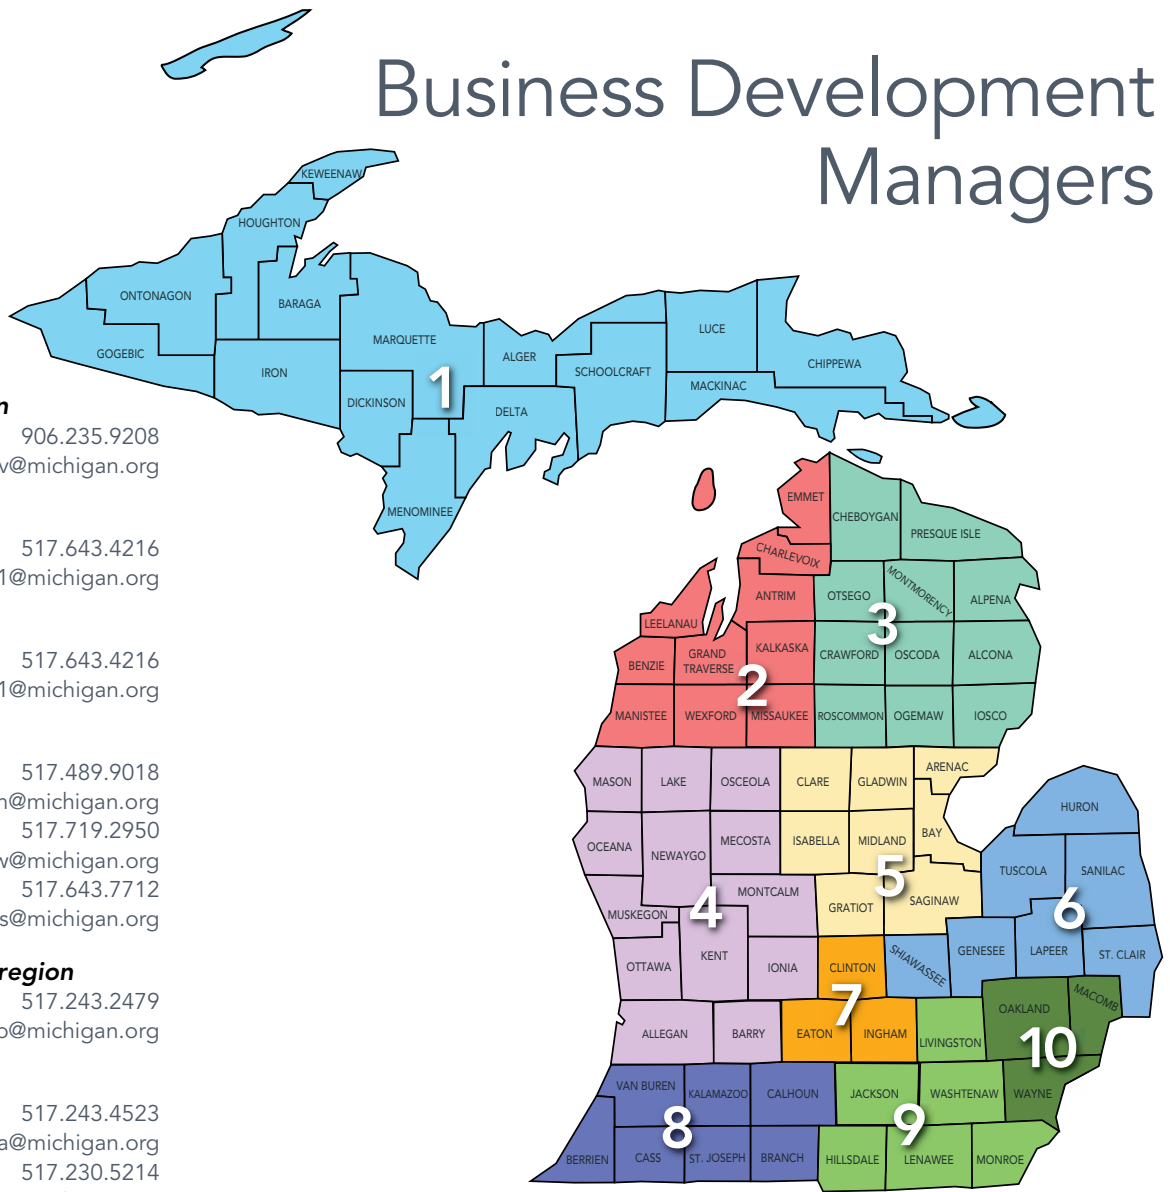 Business Development
Managers
n
906.235.9208
v@michigan.org
517.643.4216
1@michigan.org
517.643.4216
1@michigan.org
517.489.9018
n@michigan.org
517.719.2950
w@michigan.org
517.643.7712
s@michigan.org
region
517.243.2479
o@michigan.org
517.243.4523
a@michigan.org
517.230.5214
KEWEENAW
HOUGHTON
ONTONAGON
BARAGA
GOGEBIC
IRON
MARQUETTE
DICKINSON
1
ALGER
DELTA
MENOMINEE
SCHOOLCRAFT
LUCE
CHIPPEWA
MACKINAC
EMMET
CHARLEVOIX
ANTRIM
LEELANAU
BENZIE
GRAND
TRAVERSE
KALKASKA
2
MANISTEE
WEXFORD
MISSAUKEE
CHEBOYGAN
PRESQUE ISLE
OTSEGO
MONTMORENCY
ALPENA
3
CRAWFORD
OSCODA
ALCONA
ROSCOMMON
OGEMAW
IOSCO
MASON
LAKE
OSCEOLA
OCEANA
NEWAYGO
MECOSTA
MONTCALM
MUSKEGON
4
OTTAWA
KENT
IONIA
ALLEGAN
BARRY
CLARE
GLADWIN
ARENAC
ISABELLA
MIDLAND
BAY
5
GRATIOT
SAGINAW
HURON
TUSCOLA
SANILAC
6
SHIAWASSEE
GENESEE
LAPEER
ST. CLAIR
CLINTON
7
EATON
INGHAM
VAN BUREN
KALAMAZOO
CALHOUN
8
BERRIEN
CASS
ST. JOSEPH
BRANCH
LIVINGSTON
JACKSON
WASHTENAW
9
HILLSDALE
LENAWEE
MONROE
OAKLAND
MACOMB
10
WAYNE